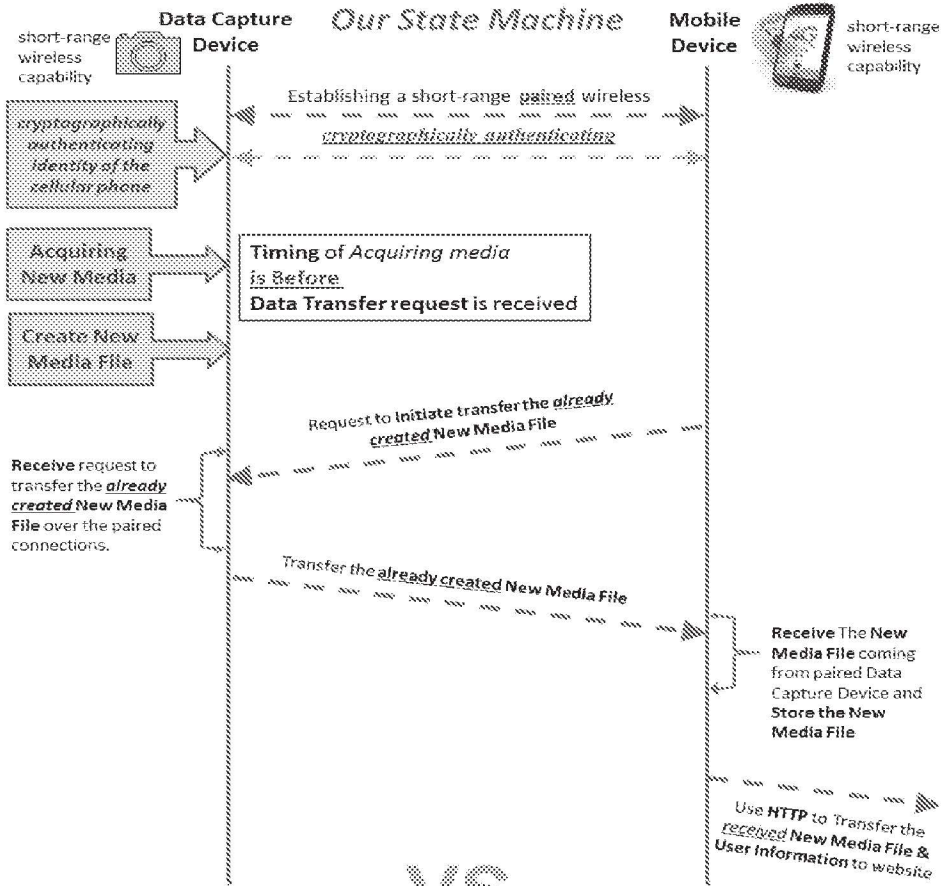 Data Capture
Device
Our State Machine
Mobile
Device
short-range
wireless
capability
short-range
wireless
capability
Establishing a short-range paired wireless
cryptographically authenticating
cryptographically
authenticating
identity of the
cellular phone
Acquiring
New Media
Timing of Acquiring media
is Before
Data Transfer request is received
Create New
Media File
Request to Initiate transfer the already
created New Media File
Receive request to
transfer the already
created New Media
File over the paired
connections.
Transfer the already created New Media File
Receive The New
Media File coming
from paired Data
Capture Device and
Store the New
Media File
Use HTTP to Transfer the
received New Media File &
User Information to website
VS